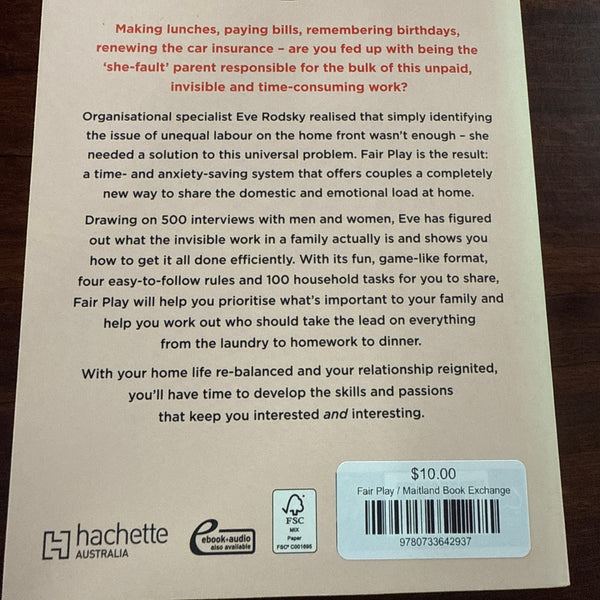 Making lunches, paying bills, remembering birthdays,
renewing the car insurance – are you fed up with being the
‘she-fault’ parent responsible for the bulk of this unpaid,
invisible and time-consuming work?
Organisational specialist Eve Rodsky realised that simply identifying
the issue of unequal labour on the home front wasn’t enough – she
needed a solution to this universal problem. Fair Play is the result:
a time- and anxiety-saving system that offers couples a completely
new way to share the domestic and emotional load at home.
Drawing on 500 interviews with men and women, Eve has figured
out what the invisible work in a family actually is and shows you
how to get it all done efficiently. With its fun, game-like format,
four easy-to-follow rules and 100 household tasks for you to share,
Fair Play will help you prioritise what’s important to your family and
help you work out who should take the lead on everything
from the laundry to homework to dinner.
With your home life re-balanced and your relationship reignited,
you’ll have time to develop the skills and passions
that keep you interested and interesting.
hachette
AUSTRALIA
ebook+audio
also available
FSC
MIX
Paper
FSC® C001695
$10.00
Fair Play / Maitland Book Exchange
9780733642937